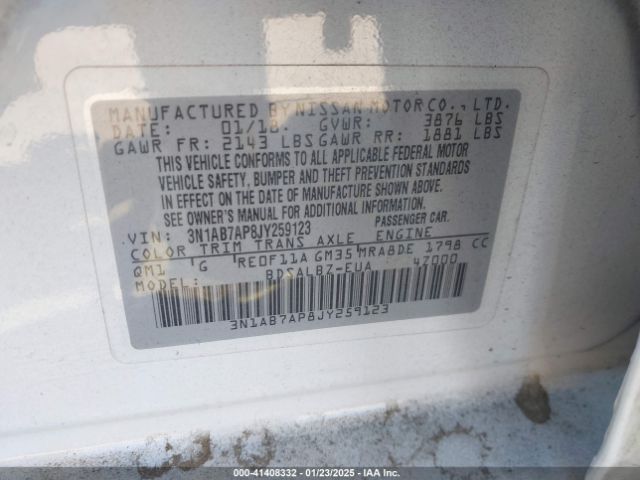 MANUFACTURED BY NISSAN MOTOR CO., LTD.
DATE: 01/18. GVWR: 3876 LBS
GAWR FR: 2143 LBS GAWR RR: 1881 LBS
THIS VEHICLE CONFORMS TO ALL APPLICABLE FEDERAL MOTOR
VEHICLE SAFETY, BUMPER AND THEFT PREVENTION STANDARDS
IN EFFECT ON THE DATE OF MANUFACTURE SHOWN ABOVE.
SEE OWNER'S MANUAL FOR ADDITIONAL INFORMATION.
VIN: 3N1AB7AP8JY259123 PASSENGER CAR.
COLOR TRIM TRANS AXLE ENGINE
QM1 G RE0F11A GM35 MRA8DE 1798 CC
MODEL: BDSALBZ-EUA 47000
3N1AB7AP8JY259123
000-41408332 / 01/23/2025 - IAA Inc.